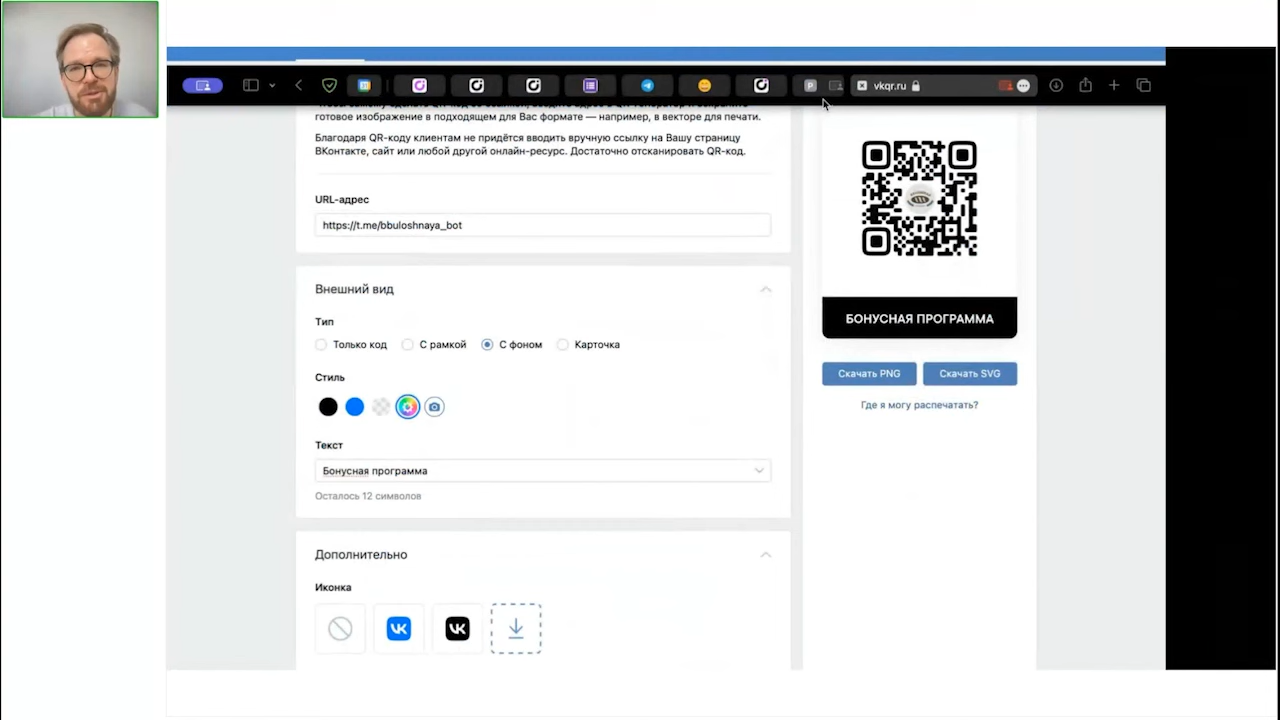 vkqr.ru
готовое изображение в подходящем для Вас формате — например, в векторе для печати.
Благодаря QR-коду клиентам не придётся вводить вручную ссылку на Вашу страницу
ВКонтакте, сайт или любой другой онлайн-ресурс. Достаточно отсканировать QR-код.
URL-адрес
https://t.me/bbuloshnaya_bot
Внешний вид
Тип
Только код
С рамкой
С фоном
Карточка
Стиль
Текст
Бонусная программа
Осталось 12 символов
Дополнительно
Иконка
БОНУСНАЯ ПРОГРАММА
Скачать PNG
Скачать SVG
Где я могу распечатать?